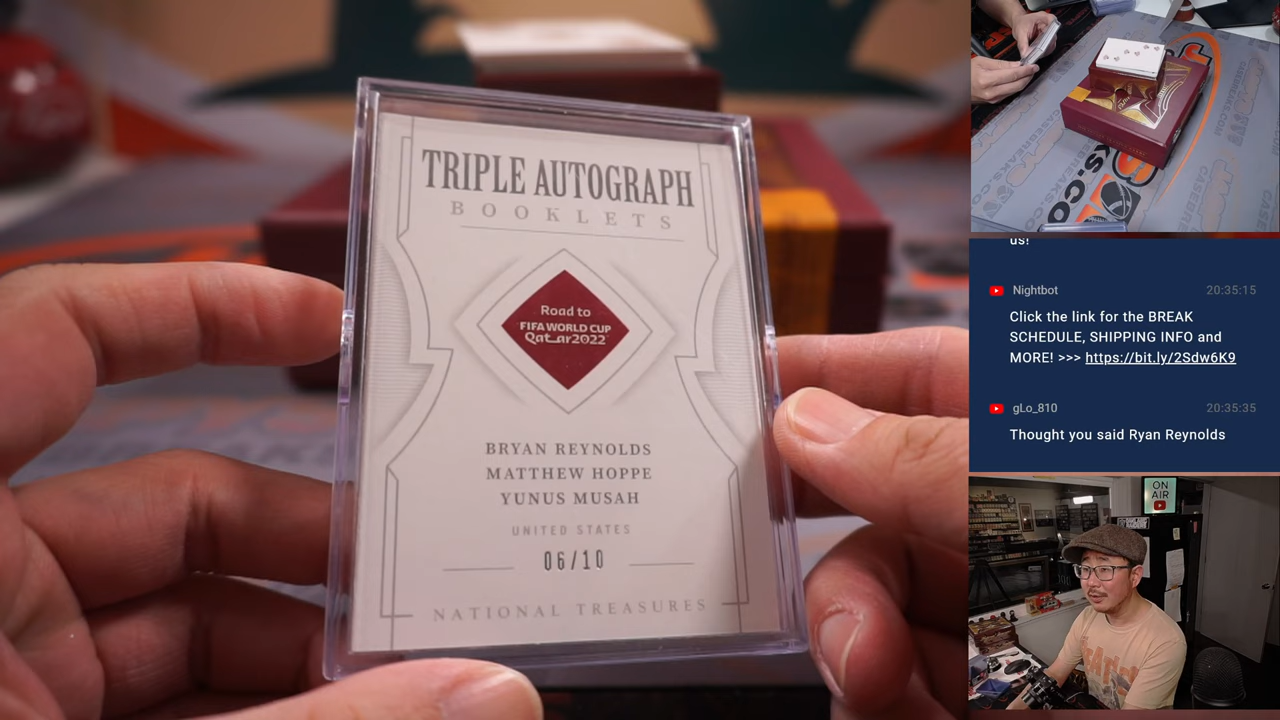 TRIPLE AUTOGRAPH
BOOKLETS
Road to
FIFA WORLD CUP
Qatar2022
BRYAN REYNOLDS
MATTHEW HOPPE
YUNUS MUSAH
UNITED STATES
06/10
NATIONAL TREASURES
us!
Nightbot 20:35:15
Click the link for the BREAK
SCHEDULE, SHIPPING INFO and
MORE! >>> https://bit.ly/2Sdw6K9
gLo_810 20:35:35
Thought you said Ryan Reynolds
ON
AIR